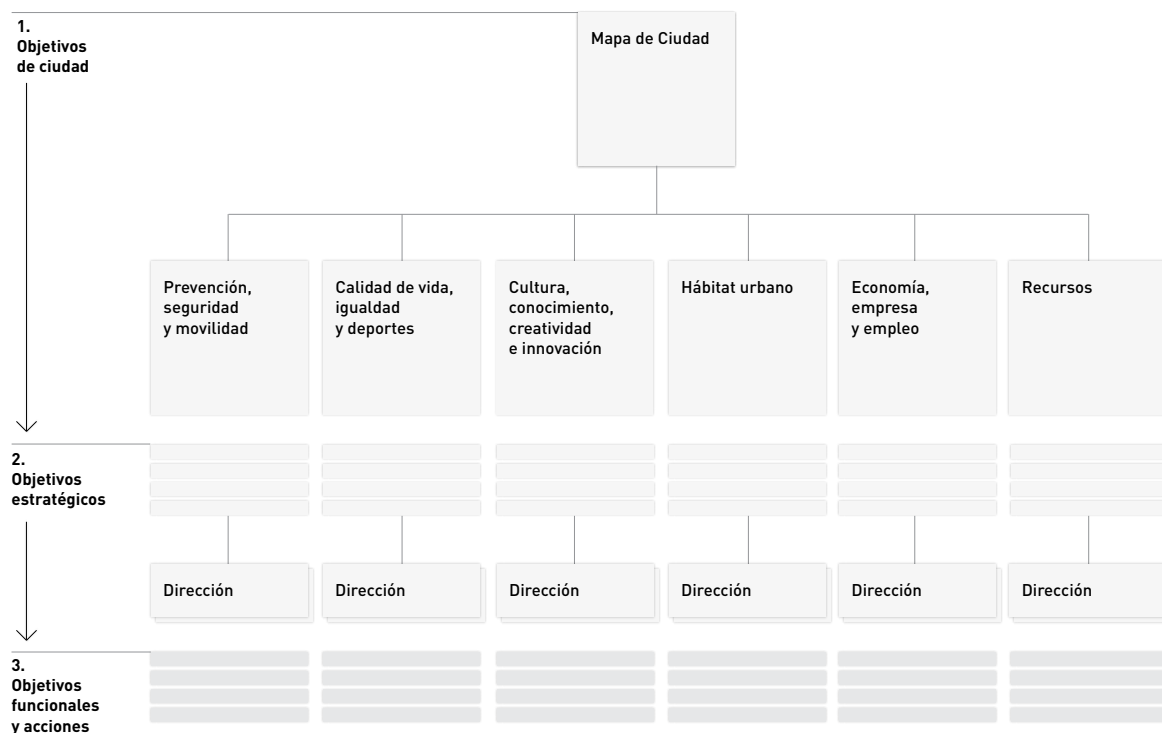 1.
Objetivos
de ciudad
Mapa de Ciudad
Prevención,
seguridad
y movilidad
Calidad de vida,
igualdad
y deportes
Cultura,
conocimiento,
creatividad
e innovación
Hábitat urbano
Economía,
empresa
y empleo
Recursos
2.
Objetivos
estratégicos
Dirección
Dirección
Dirección
Dirección
Dirección
Dirección
3.
Objetivos
funcionales
y acciones